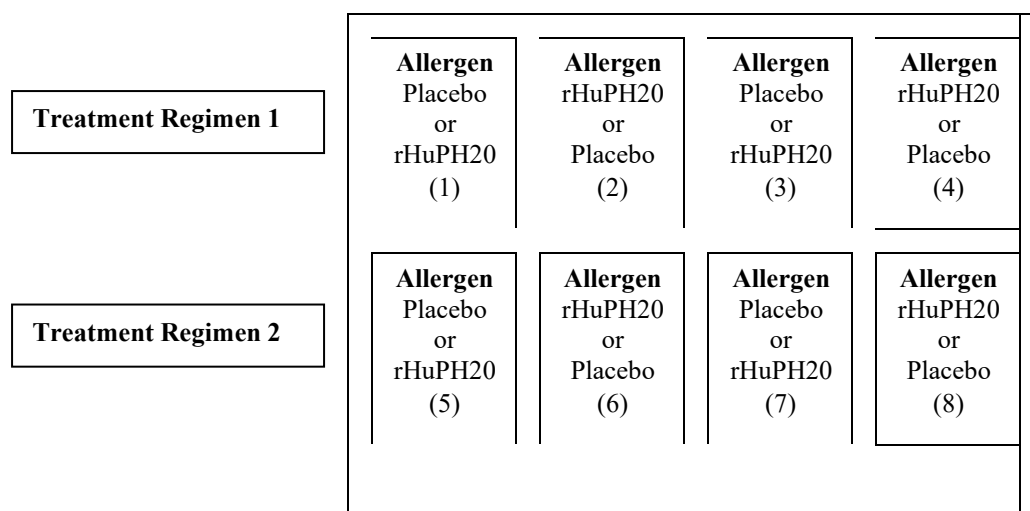 Treatment Regimen 1
Allergen
Placebo
or
rHuPH20
(1)
Allergen
rHuPH20
or
Placebo
(2)
Allergen
Placebo
or
rHuPH20
(3)
Allergen
rHuPH20
or
Placebo
(4)
Treatment Regimen 2
Allergen
Placebo
or
rHuPH20
(5)
Allergen
rHuPH20
or
Placebo
(6)
Allergen
Placebo
or
rHuPH20
(7)
Allergen
rHuPH20
or
Placebo
(8)